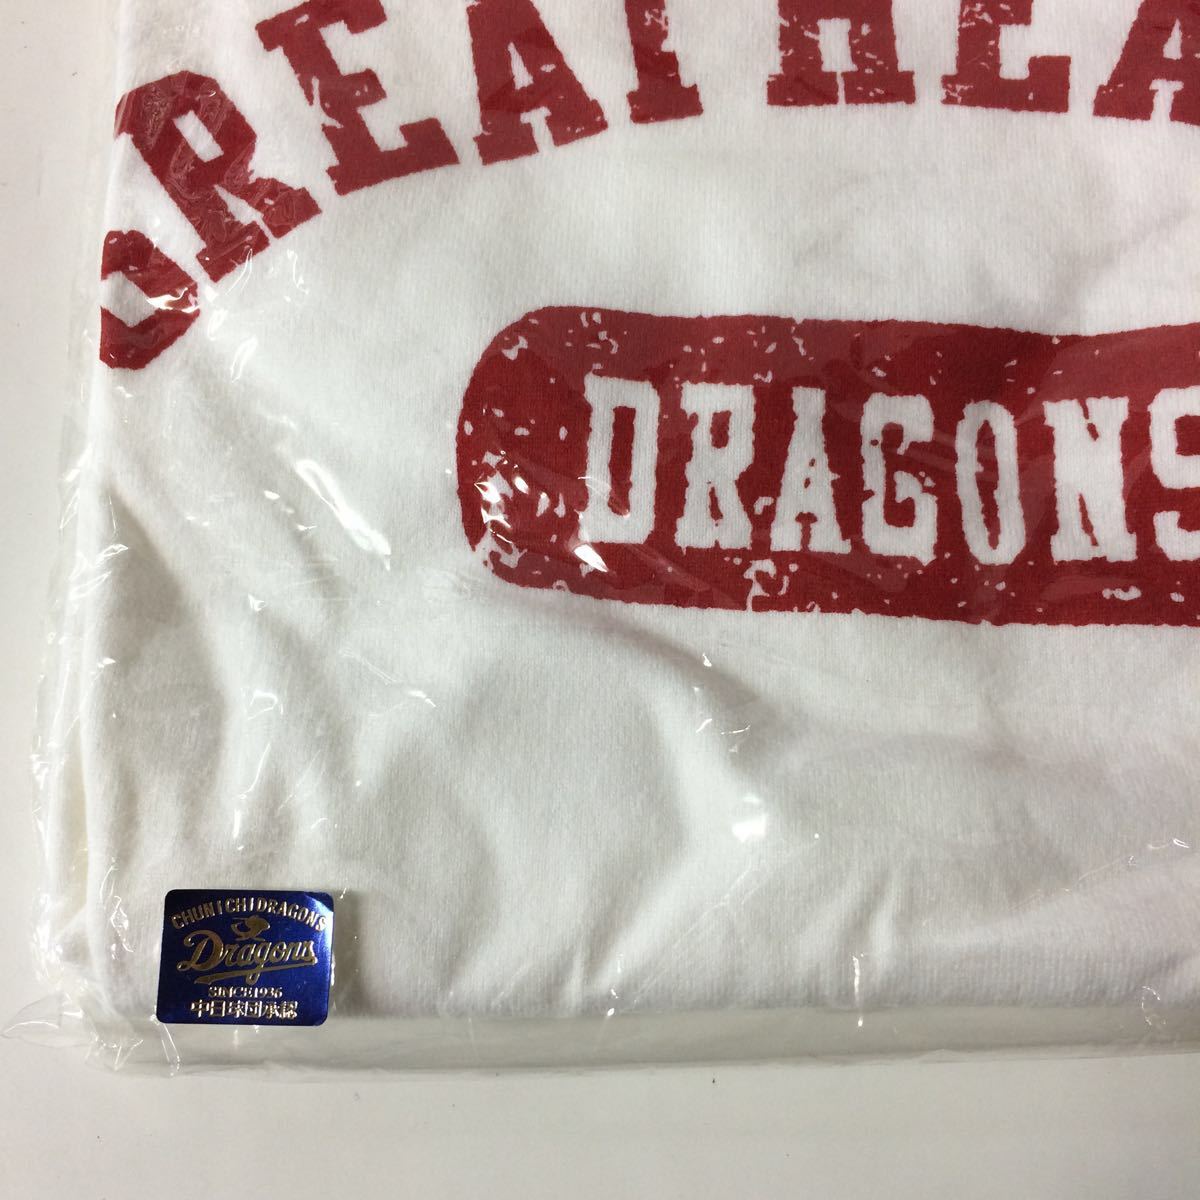 GREAT HEA
DRAGONS
CHUNICHI DRAGONS
Dragons
SINCE1936
中日球団承認